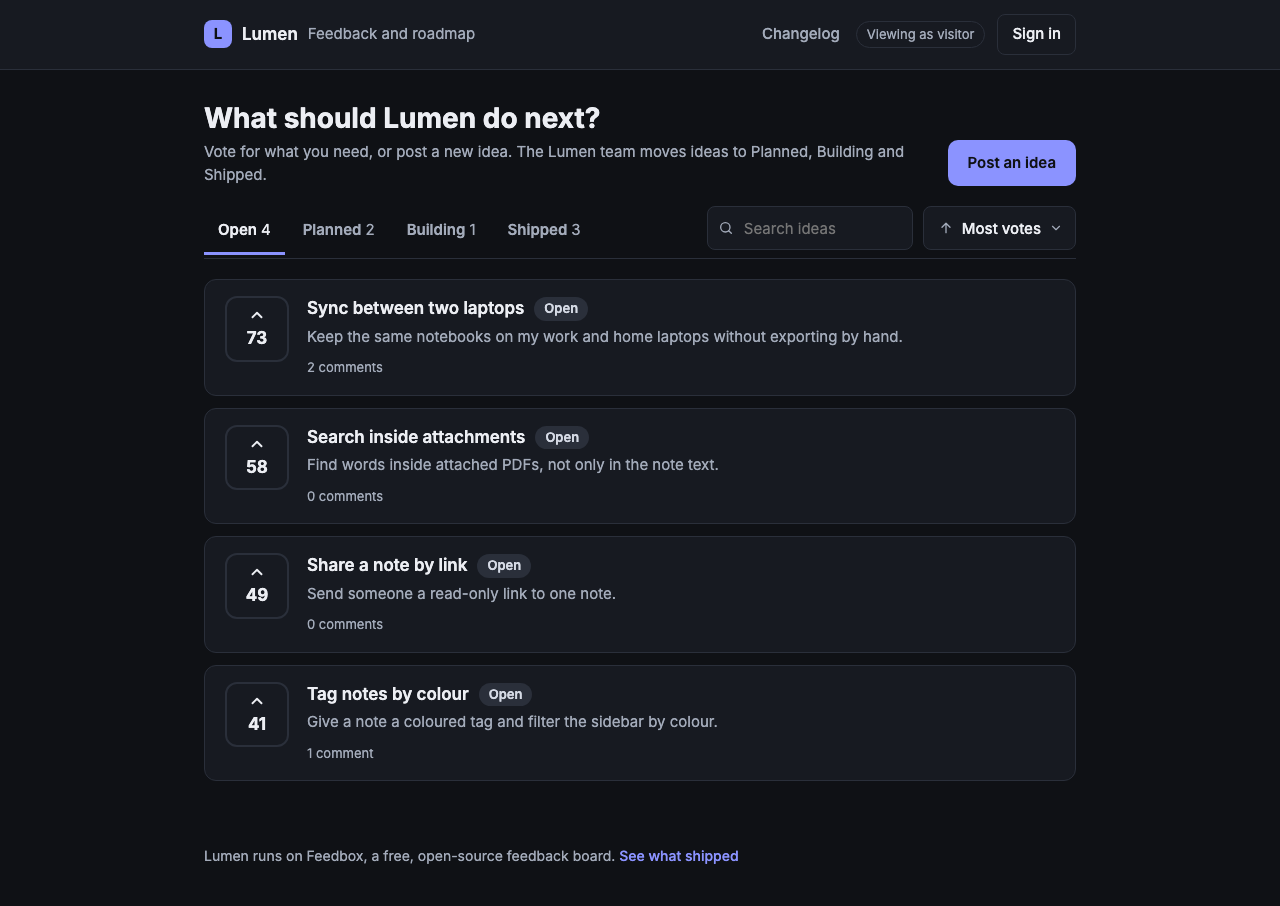 L Lumen Feedback and roadmap Changelog Viewing as visitor Sign in
What should Lumen do next?
Vote for what you need, or post a new idea. The Lumen team moves ideas to Planned, Building and
Shipped.
Post an idea
Open 4 Planned 2 Building 1 Shipped 3 Search ideas Most votes
Sync between two laptops Open
73
Keep the same notebooks on my work and home laptops without exporting by hand.
2 comments
Search inside attachments Open
58
Find words inside attached PDFs, not only in the note text.
0 comments
Share a note by link Open
49
Send someone a read-only link to one note.
0 comments
Tag notes by colour Open
41
Give a note a coloured tag and filter the sidebar by colour.
1 comment
Lumen runs on Feedbox, a free, open-source feedback board. See what shipped